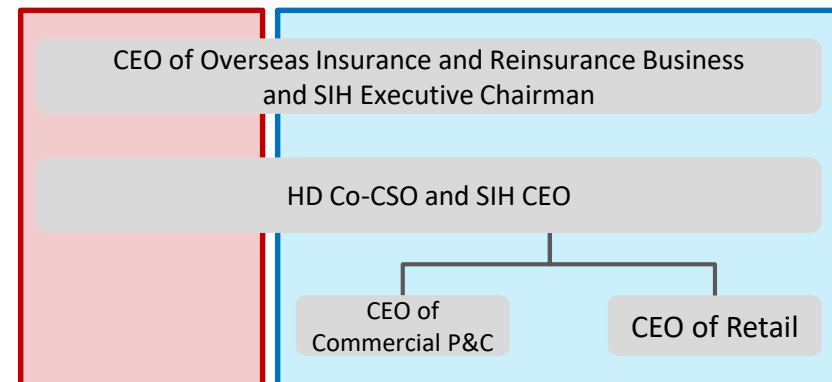 CEO of Overseas Insurance and Reinsurance Business
and SIH Executive Chairman
HD Co-CSO and SIH CEO
CEO of
Commercial P&C
CEO of Retail